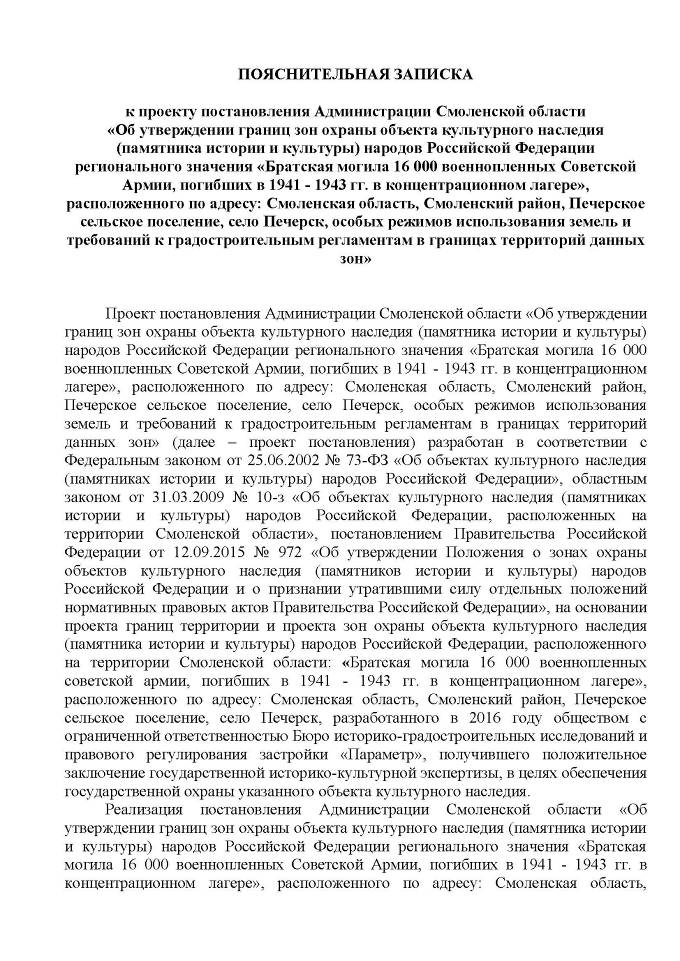 ПОЯСНИТЕЛЬНАЯ ЗАПИСКА
к проекту постановления Администрации Смоленской области
«Об утверждении границ зон охраны объекта культурного наследия
(памятника истории и культуры) народов Российской Федерации
регионального значения «Братская могила 16 000 военнопленных Советской
Армии, погибших в 1941 - 1943 гг. в концентрационном лагере»,
расположенного по адресу: Смоленская область, Смоленский район, Печерское
сельское поселение, село Печерск, особых режимов использования земель и
требований к градостроительным регламентам в границах территорий данных
зон»
Проект постановления Администрации Смоленской области «Об утверждении
границ зон охраны объекта культурного наследия (памятника истории и культуры)
народов Российской Федерации регионального значения «Братская могила 16 000
военнопленных Советской Армии, погибших в 1941 - 1943 гг. в концентрационном
лагере», расположенного по адресу: Смоленская область, Смоленский район,
Печерское сельское поселение, село Печерск, особых режимов использования
земель и требований к градостроительным регламентам в границах территорий
данных зон» (далее – проект постановления) разработан в соответствии с
Федеральным законом от 25.06.2002 № 73-ФЗ «Об объектах культурного наследия
(памятниках истории и культуры) народов Российской Федерации», областным
законом от 31.03.2009 № 10-з «Об объектах культурного наследия (памятниках
истории и культуры) народов Российской Федерации, расположенных на
территории Смоленской области», постановлением Правительства Российской
Федерации от 12.09.2015 № 972 «Об утверждении Положения о зонах охраны
объектов культурного наследия (памятников истории и культуры) народов
Российской Федерации и о признании утратившими силу отдельных положений
нормативных правовых актов Правительства Российской Федерации», на основании
проекта границ территории и проекта зон охраны объекта культурного наследия
(памятника истории и культуры) народов Российской Федерации, расположенного
на территории Смоленской области: «Братская могила 16 000 военнопленных
советской армии, погибших в 1941 - 1943 гг. в концентрационном лагере»,
расположенного по адресу: Смоленская область, Смоленский район, Печерское
сельское поселение, село Печерск, разработанного в 2016 году обществом с
ограниченной ответственностью Бюро историко-градостроительных исследований и
правового регулирования застройки «Параметр», получившего положительное
заключение государственной историко-культурной экспертизы, в целях обеспечения
государственной охраны указанного объекта культурного наследия.
Реализация постановления Администрации Смоленской области «Об
утверждении границ зон охраны объекта культурного наследия (памятника истории
и культуры) народов Российской Федерации регионального значения «Братская
могила 16 000 военнопленных Советской Армии, погибших в 1941 - 1943 гг. в
концентрационном лагере», расположенного по адресу: Смоленская область,